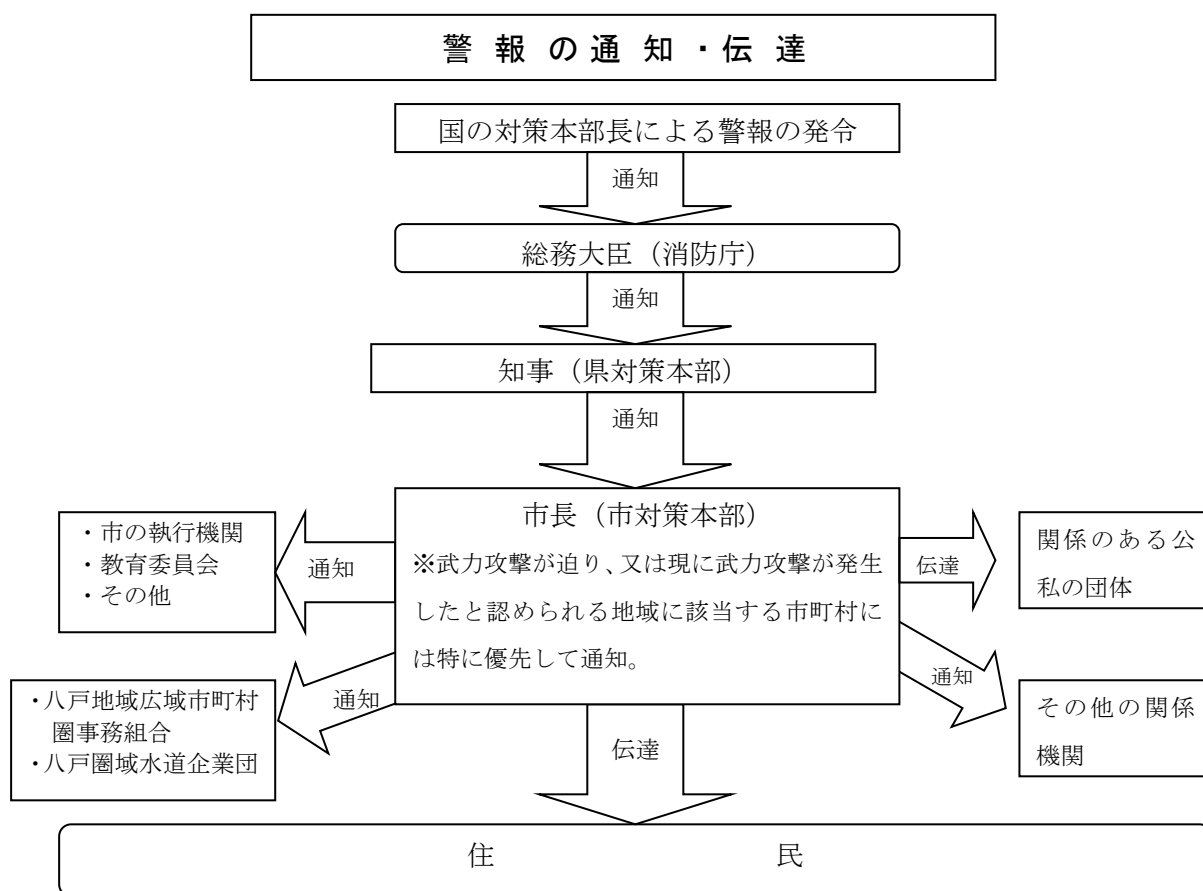 警報の通知・伝達
国の対策本部長による警報の発令
通知
総務大臣（消防庁）
通知
知事（県対策本部）
通知
市長（市対策本部）
※武力攻撃が迫り、又は現に武力攻撃が発生
したと認められる地域に該当する市町村に
は特に優先して通知。
・市の執行機関
・教育委員会
・その他
通知
伝達
関係のある公
私の団体
・八戸地域広域市町村
圏事務組合
・八戸圏域水道企業団
通知
通知
その他の関係
機関
伝達
住民